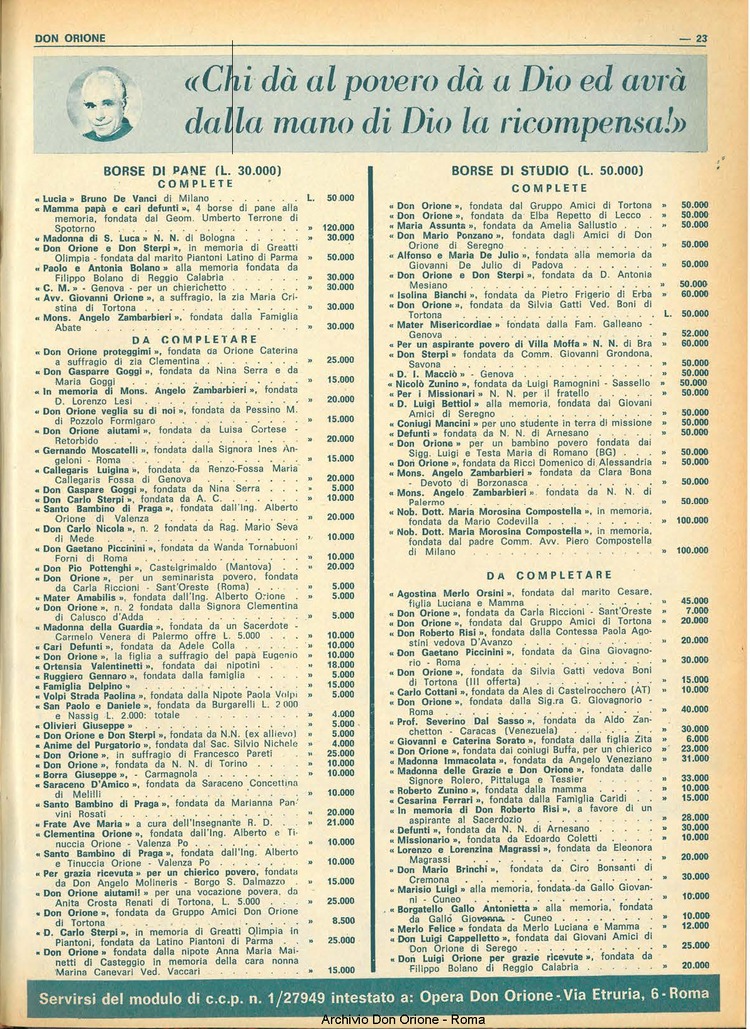 DON ORIONE
— 23
«Chi dà al povero dà a Dio ed avrà
dalla mano di Dio la ricompensa!»
BORSE DI PANE (L. 30.000)
COMPLETE
« Lucia » Bruno De Vanci di Milano . . . . L. 50.000
« Mamma papà e cari defunti », 4 borse di pane alla
memoria, fondata dal Geom. Umberto Terrone di
Spotorno . . . . » 120.000
« Madonna di S. Luca » N. N. di Bologna . . . . » 30.000
« Don Orione e Don Sterpi », in memoria di Greatti
Olimpia - fondata dal marito Piantoni Latino di Parma » 50.000
« Paolo e Antonia Bolano » alla memoria fondata da
Filippo Bolano di Reggio Calabria . . . . » 30.000
« C. M. » - Genova - per un chierichetto . . . . » 30.000
« Avv. Giovanni Orione », a suffragio, la zia Maria Cri-
stina di Tortona . . . . » 30.000
« Mons. Angelo Zambarbieri », fondata dalla Famiglia
Abate . . . . » 30.000
DA COMPLETARE
« Don Orione proteggimi », fondata da Orione Caterina
a suffragio di zia Clementina . . . . » 25.000
« Don Gasparre Goggi », fondata da Nina Serra e da
Maria Goggi . . . . » 15.000
« In memoria di Mons. Angelo Zambarbieri », fondata
D. Lorenzo Lesi . . . . » 20.000
« Don Orione veglia su di noi », fondata da Pessino M.
di Pozzolo Formigaro . . . . » 15.000
« Don Orione aiutami », fondata da Luisa Cortese -
Retorbido . . . . » 20.000
« Gernando Moscatelli », fondata dalla Signora Ines An-
geloni - Roma . . . . » 15.000
« Callegaris Luigina », fondata da Renzo-Fossa Maria
Callegaris Fossa di Genova . . . . » 20.000
« Don Gaspare Goggi », fondata da Nina Serra . . » 5.000
« Don Carlo Sterpi », fondata da A. C. . . . . » 10.000
« Santo Bambino di Praga », fondata dall'Ing. Alberto
Orione di Valenza . . . . » 20.000
« Don Carlo Nicola », n. 2 fondata da Rag. Mario Seva
di Mede . . . . » 10.000
« Don Gaetano Piccinini », fondata da Wanda Tornabuoni
Forni di Roma . . . . » 10.000
« Don Pio Pottenghi », Castelgrimaldo (Mantova) . . » 20.000
« Don Orione », per un seminarista povero, fondata
da Carla Riccioni - Sant'Oreste (Roma) . . . . » 5.000
« Mater Amabilis », fondata dall'Ing. Alberto Orione . » 5.000
« Don Orione », n. 2 fondata dalla Signora Clementina
di Calusco d'Adda . . . . » 5.000
« Madonna della Guardia », fondata da un Sacerdote -
Carmelo Venera di Palermo offre L. 5.000 . . . » 10.000
« Cari Defunti », fondata da Adele Colla . . . . » 10.000
« Don Orione », la figlia a suffragio del papà Eugenio » 10.000
« Ortensia Valentinetti », fondata dai nipotini . . » 18.000
« Ruggiero Gennaro », fondata dalla famiglia . . » 5.000
« Famiglia Delpino » . . . . » 15.000
« Volpi Strada Paolina », fondata dalla Nipote Paola Volpi » 5.000
« San Paolo e Daniele », fondata da Burgarelli L. 2.000
e Nassig L. 2.000: totale . . . . » 4.000
« Olivieri Giuseppe » . . . . » 5.000
« Don Orione e Don Sterpi », fondata da N.N. (ex allievo) » 5.000
« Anime del Purgatorio », fondata dal Sac. Silvio Nichele » 4.000
« Don Orione », in suffragio di Francesco Pareti . » 25.000
« Don Orione », fondata da N. N. di Torino . . » 10.000
« Borra Giuseppe », - Carmagnola . . . . » 10.000
« Saraceno D'Amico », fondata da Saraceno Concettina
di Melilli . . . . » 10.000
« Santo Bambino di Praga », fondata da Marianna Pan-
vini Rosati . . . . » 20.000
« Frate Ave Maria » a cura dell'Insegnante R. D. . » 21.000
« Clementina Orione », fondata dall'Ing. Alberto e Ti-
nuccia Orione - Valenza Po . . . . » 10.000
« Santo Bambino di Praga », fondata dall'Ing. Alberto
e Tinuccia Orione - Valenza Po . . . . » 10.000
« Per grazia ricevuta » per un chierico povero, fondata
da Don Angelo Molineris - Borgo S. Dalmazzo . . » 15.000
« Don Orione aiutami! » per una vocazione povera, da
Anita Crosta Renati di Tortona, L. 5.000 . . . » 25.000
« Don Orione », fondata da Gruppo Amici Don Orione
di Tortona . . . . » 8.500
« D. Carlo Sterpi », in memoria di Greatti Olimpia in
Piantoni, fondata da Latino Piantoni di Parma . . » 25.000
« Don Orione » fondata dalla nipote Anna Maria Mai-
netti di Casteggio in memoria della cara nonna
Marina Canevari Ved. Vaccari . . . . » 15.000
BORSE DI STUDIO (L. 50.000)
COMPLETE
« Don Orione », fondata dal Gruppo Amici di Tortona » 50.000
« Don Orione », fondata da Elba Repetto di Lecco . » 50.000
« Maria Assunta », fondata da Amelia Sallustio . . » 50.000
« Don Mario Ponzano », fondata dagli Amici di Don
Orione di Seregno . . . . » 50.000
« Alfonso e Maria De Julio », fondata alla memoria da
Giovanni De Julio di Padova . . . . » 50.000
« Don Orione e Don Sterpi », fondata da D. Antonia
Mesiano . . . . » 50.000
« Isolina Bianchi », fondata da Pietro Frigerio di Erba » 60.000
« Don Orione », fondata da Silvia Gatti Ved. Boni di
Tortona . . . . L. 50.000
« Mater Misericordiae » fondata dalla Fam. Galleano -
Genova . . . . » 52.000
« Per un aspirante povero di Villa Moffa » N. N. di Bra » 60.000
« Don Sterpi » fondata da Comm. Giovanni Grondona,
Savona . . . . » 50.000
« D. I. Macciò » - Genova . . . . » 50.000
« Nicolò Zunino », fondata da Luigi Ramognini - Sassello » 50.000
« Per i Missionari » N. N. per il fratello . . . . » 50.000
« D. Luigi Bettiol » alla memoria, fondata dai Giovani
Amici di Seregno . . . . » 50.000
« Coniugi Mancini » per uno studente in terra di missione » 50.000
« Defunti » fondata da N. N. di Arnesano . . . . » 50.000
« Don Orione » per un bambino povero fondata dai
Sigg. Luigi e Testa Maria di Romano (BG) . . » 50.000
« Don Orione », fondata da Ricci Domenico di Alessandria » 50.000
« Mons. Angelo Zambarbieri » fondata da Clara Bona
- Devoto di Borzonasca . . . . » 50.000
« Mons. Angelo Zambarbieri » fondata da N. N. di
Palermo . . . . » 50.000
« Nob. Dott. Maria Morosina Compostella », in memoria,
fondata da Mario Codevilla . . . . » 100.000
« Nob. Dott. Maria Morosina Compostella », in memoria,
fondata dal padre Comm. Avv. Piero Compostella
di Milano . . . . » 100.000
DA COMPLETARE
« Agostina Merlo Orsini », fondata dal marito Cesare,
figlia Luciana e Mamma . . . . » 45.000
« Don Orione », fondata da Carla Riccioni - Sant'Oreste » 7.000
« Don Orione », fondata dal Gruppo Amici di Tortona » 20.000
« Don Roberto Risi », fondata dalla Contessa Paola Ago-
stini vedova D'Avanzo . . . . » 20.000
« Don Gaetano Piccinini », fondata da Gina Giovagno-
rio - Roma . . . . » 30.000
« Don Orione », fondata da Silvia Gatti vedova Boni
di Tortona (III offerta) . . . . » 15.000
« Carlo Cottani », fondata da Ales di Castelrocchero (AT) » 10.000
« Don Orione », fondata dalla Sig.ra G. Giovagnorio -
Roma . . . . » 40.000
« Prof. Severino Dal Sasso », fondata da Aldo Zan-
chetton - Caracas (Venezuela) . . . . » 30.000
« Giovanni e Caterina Sorato », fondata dalla figlia Zita » 6.000
« Don Orione », fondata dai coniugi Buffa, per un chierico » 23.000
« Madonna Immacolata », fondata da Angelo Veneziano » 31.000
« Madonna delle Grazie e Don Orione », fondata dalle
Signore Rolero, Pittaluga e Tessier . . . . 33.000
« Roberto Zunino », fondata dalla mamma . . . . » 10.000
« Cesarina Ferrari », fondata dalla Famiglia Caridi . . » 15.000
« In memoria di Don Roberto Risi », a favore di un
aspirante al Sacerdozio . . . . » 28.000
« Defunti », fondata da N. N. di Arnesano . . . . » 30.000
« Missionario », fondata da Edoardo Coletti . . » 10.000
« Lorenzo e Lorenzina Magrassi », fondata da Eleonora
Magrassi . . . . » 20.000
« Don Mario Brinchi », fondata da Ciro Bonsanti di
Cremona . . . . » 30.000
« Marisio Luigi » alla memoria, fondata da Gallo Giovan-
ni - Cuneo . . . . » 10.000
« Borgatello Gallo Antonietta » alla memoria, fondata
da Gallo Giovanna - Cuneo . . . . » 10.000
« Merlo Felice » fondata da Merlo Luciana e Mamma » 12.000
« Don Luigi Cappelletto », fondata dai Giovani Amici di
Don Orione di Serego . . . . » 25.000
« Don Luigi Orione per grazie ricevute », fondata da
Filippo Bolano di Reggio Calabria . . . . » 20.000
Servirsi del modulo di c.c.p. n. 1/27949 intestato a: Opera Don Orione - Via Etruria, 6 - Roma
Archivio Don Orione - Roma